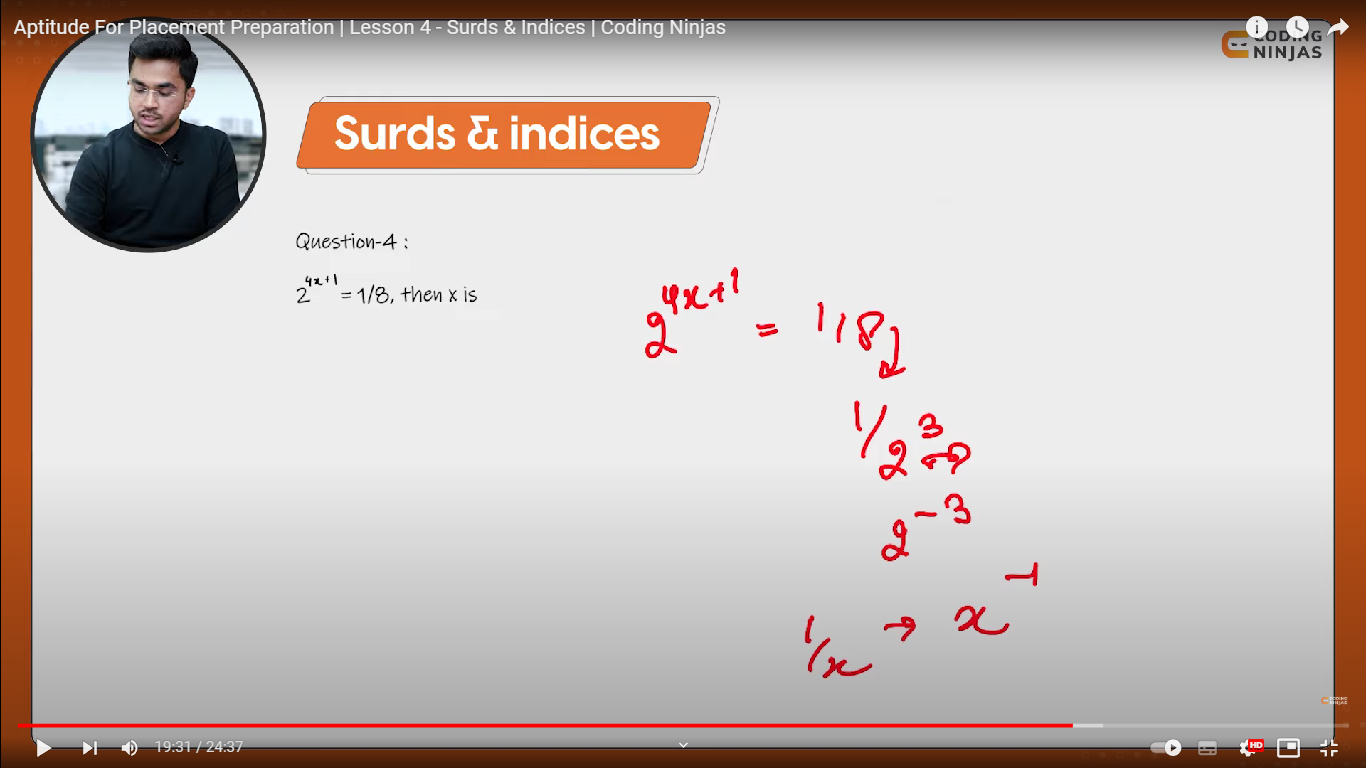 Aptitude For Placement Preparation | Lesson 4 - Surds & Indices | Coding Ninjas
CODING
NINJAS
Surds & indices
Question-4 :
2^4x+1 = 1/8, then x is
2^4x+1 = 1/8
1/2^3
2^-3
1/x → x^-1
CODING
NINJAS
19:31 / 24:37
HD